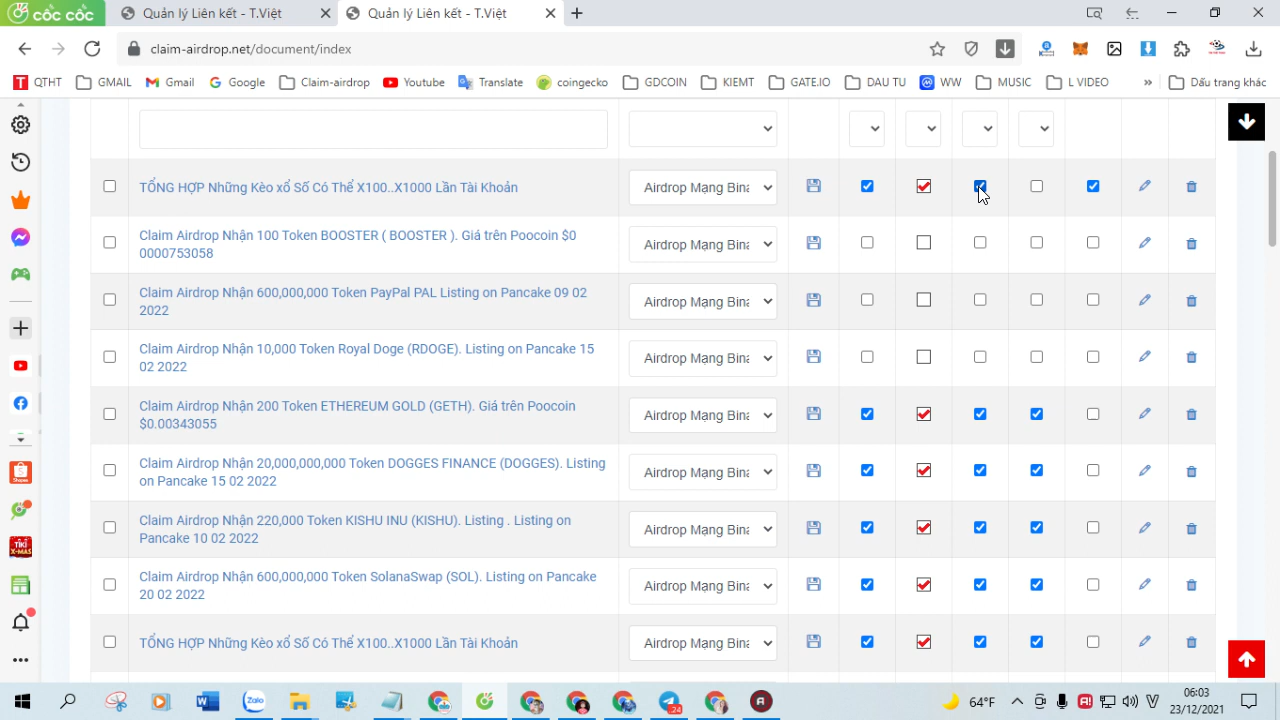 CỐC CỐC
Quản lý kết - T.Việt
Quản lý kết - T.Việt
claim-airdrop.net/document/index
QTHT
GMAIL
Gmail
Google
Claim-airdrop
Youtube
Translate
coingecko
GDCOIN
KIEMT
GATE.IO
DAU TU
WW
MUSIC
L VIDEO
»
Dấu trang khác
TỔNG HỢP Những Kèo xổ Số Có Thể X100..X1000 Lần Tài Khoản
Airdrop Mạng Bina
Claim Airdrop Nhận 100 Token BOOSTER ( BOOSTER ). Giá trên Poocoin $0
0000753058
Airdrop Mạng Bina
Claim Airdrop Nhận 600,000,000 Token PayPal PAL Listing on Pancake 09 02
2022
Airdrop Mạng Bina
Claim Airdrop Nhận 10,000 Token Royal Doge (RDOGE). Listing on Pancake 15
02 2022
Airdrop Mạng Bina
Claim Airdrop Nhận 200 Token ETHEREUM GOLD (GETH). Giá trên Poocoin
$0.00343055
Airdrop Mạng Bina
Claim Airdrop Nhận 20,000,000,000 Token DOGGES FINANCE (DOGGES). Listing
on Pancake 15 02 2022
Airdrop Mạng Bina
Claim Airdrop Nhận 220,000 Token KISHU INU (KISHU). Listing . Listing on
Pancake 10 02 2022
Airdrop Mạng Bina
Claim Airdrop Nhận 600,000,000 Token SolanaSwap (SOL). Listing on Pancake
20 02 2022
Airdrop Mạng Bina
TỔNG HỢP Những Kèo xổ Số Có Thể X100..X1000 Lần Tài Khoản
Airdrop Mạng Bina
Zalo
24
64°F
06:03
23/12/2021